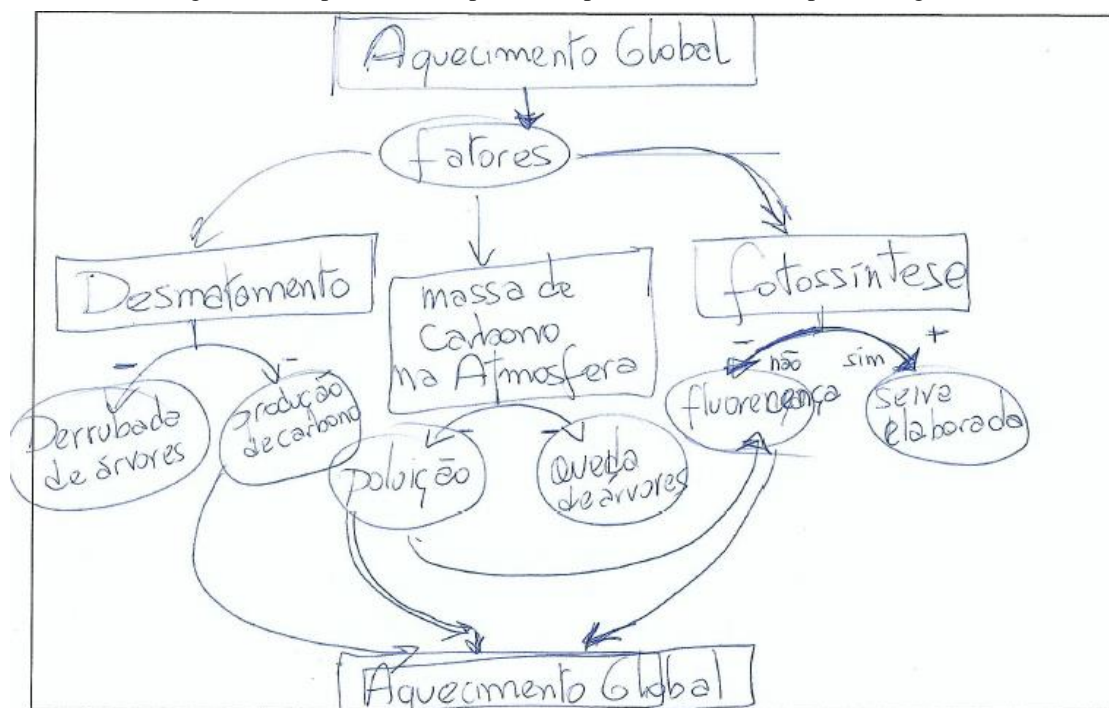 Aquecimento Global
fatores
Desmatamento
massa de
Carbono
na Atmosfera
fotossíntese
- -
- não sim +
Derrubada
de árvores
produção
de carbono
- -
poluição
queda
de árvores
seiva
elaborada
Aquecimento Global